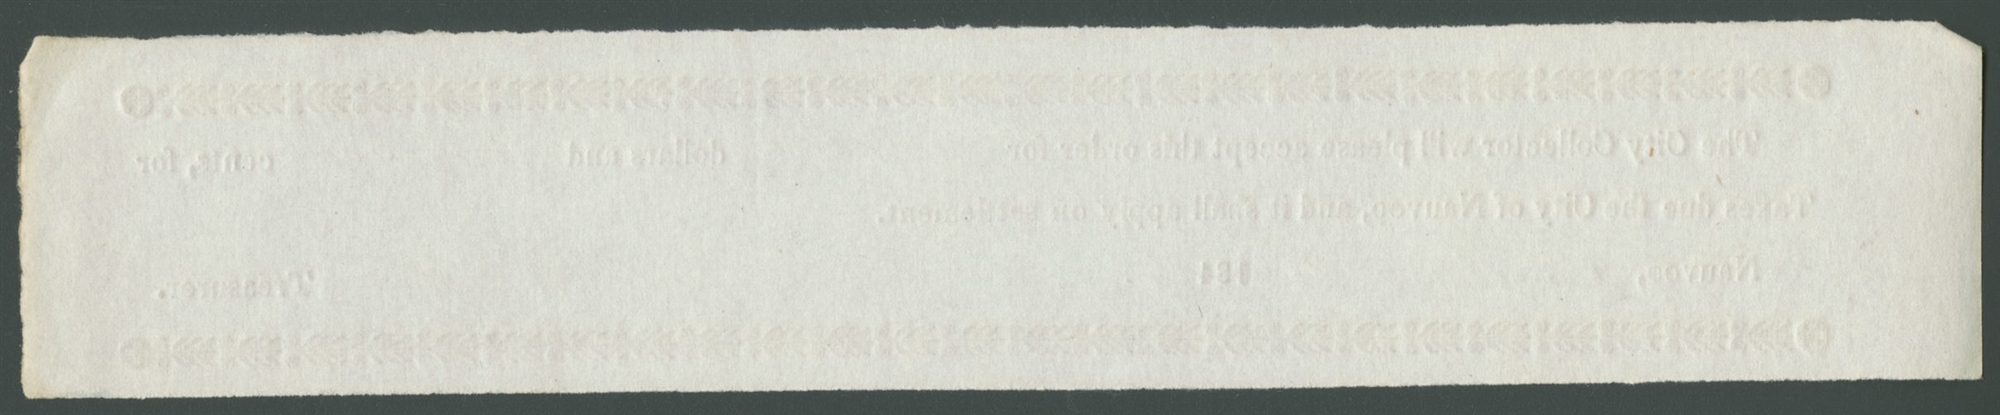 The City Collector will please accept this order for dollars and cents, for
Taxes due the City of Nauvoo, and it shall apply on settlement.
Nauvoo, 184 Treasurer.